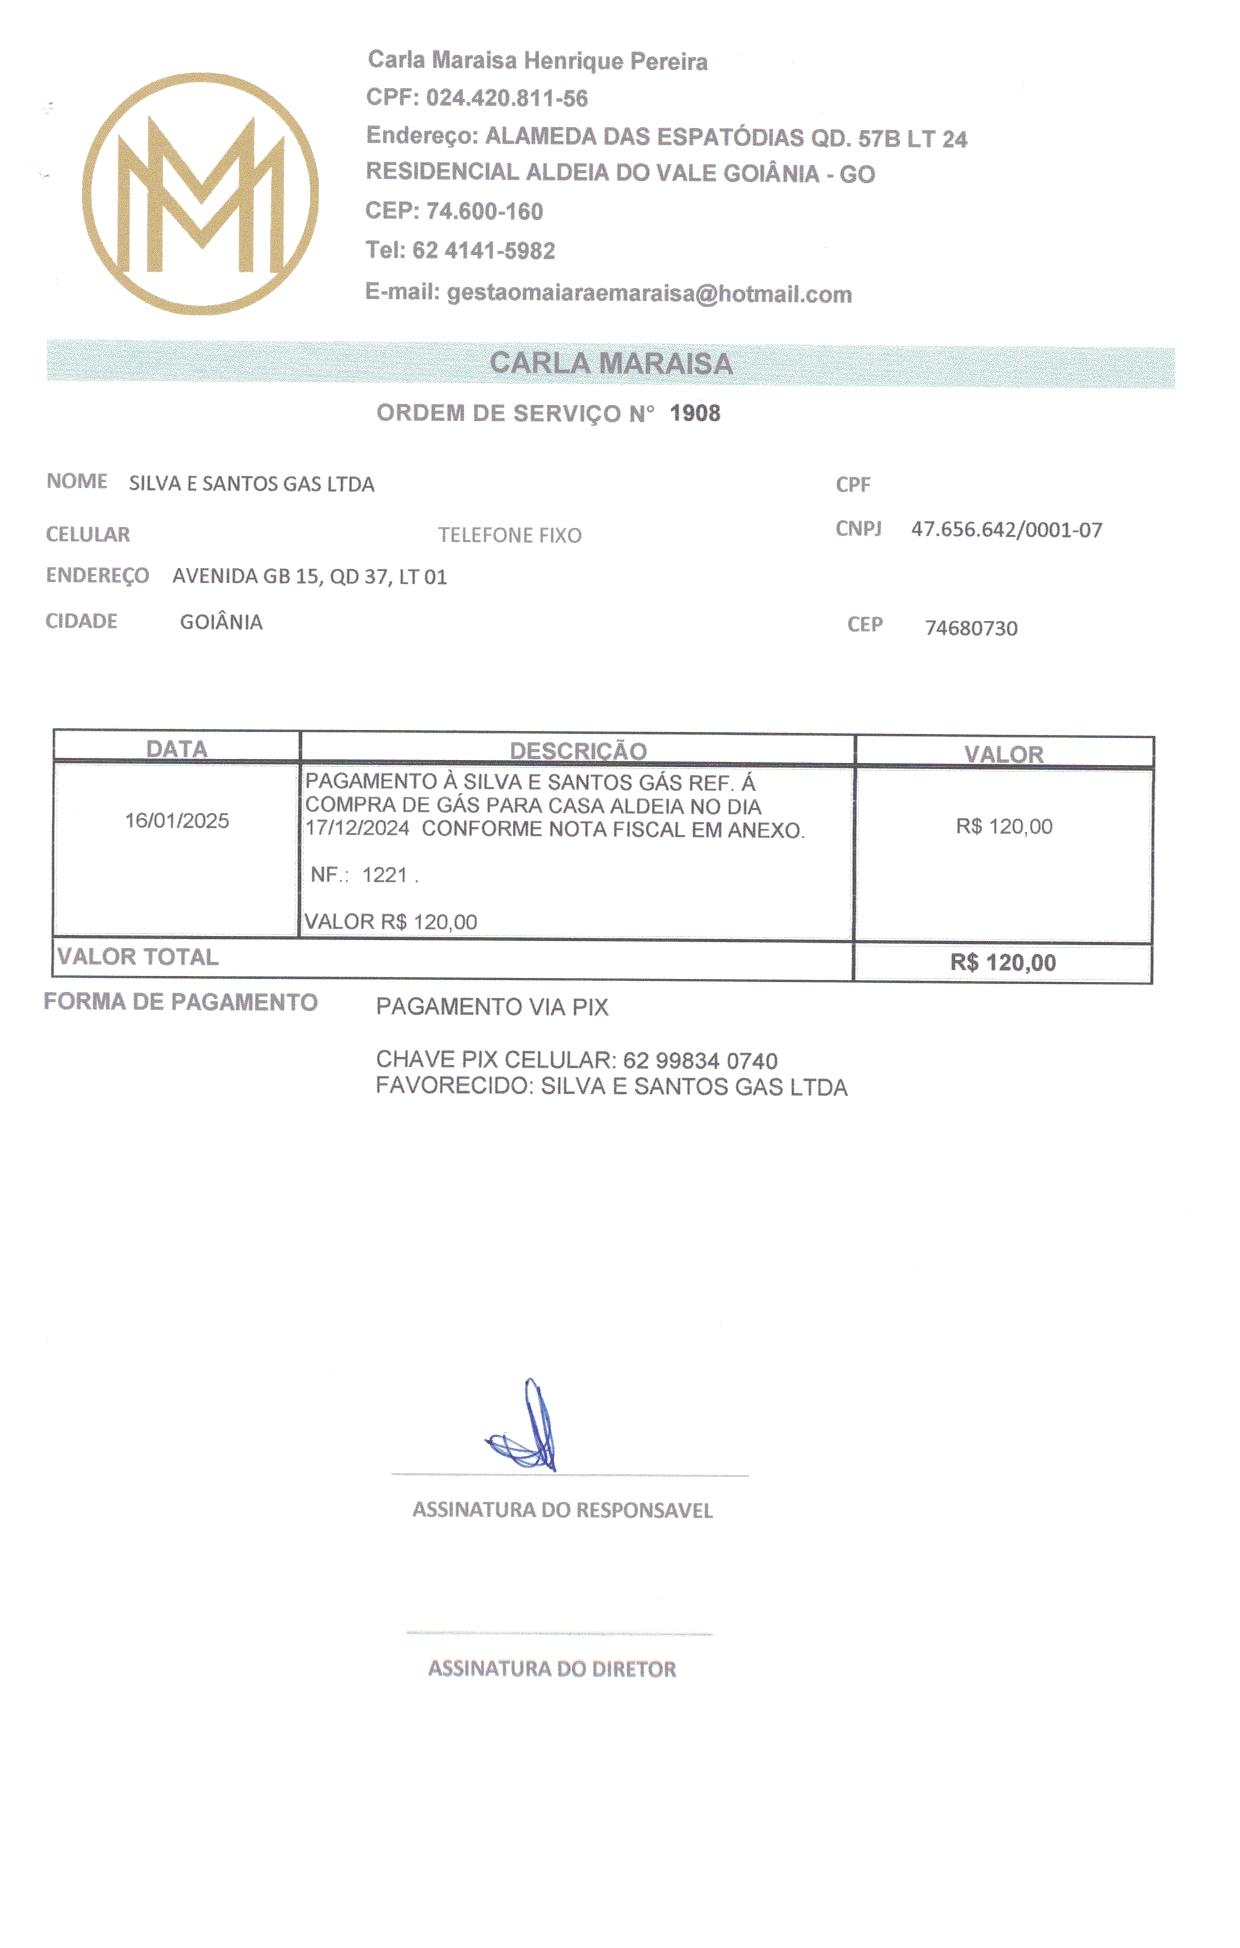 Carla Maraisa Henrique Pereira
CPF: 024.420.811-56
Endereço: ALAMEDA DAS ESPATÓDIAS QD. 57B LT 24
RESIDENCIAL ALDEIA DO VALE GOIÂNIA - GO
CEP: 74.600-160
Tel: 62 4141-5982
E-mail: gestaomaiaraemaraisa@hotmail.com
CARLA MARAISA
ORDEM DE SERVIÇO N° 1908
NOME SILVA E SANTOS GAS LTDA CPF
CELULAR TELEFONE FIXO CNPJ 47.656.642/0001-07
ENDEREÇO AVENIDA GB 15, QD 37, LT 01
CIDADE GOIÂNIA CEP 74680730
DATA DESCRIÇÃO VALOR
PAGAMENTO À SILVA E SANTOS GÁS REF. Á
COMPRA DE GÁS PARA CASA ALDEIA NO DIA
16/01/2025 17/12/2024 CONFORME NOTA FISCAL EM ANEXO. R$ 120,00
NF.: 1221 .
VALOR R$ 120,00
VALOR TOTAL R$ 120,00
FORMA DE PAGAMENTO PAGAMENTO VIA PIX
CHAVE PIX CELULAR: 62 99834 0740
FAVORECIDO: SILVA E SANTOS GAS LTDA
ASSINATURA DO RESPONSAVEL
ASSINATURA DO DIRETOR